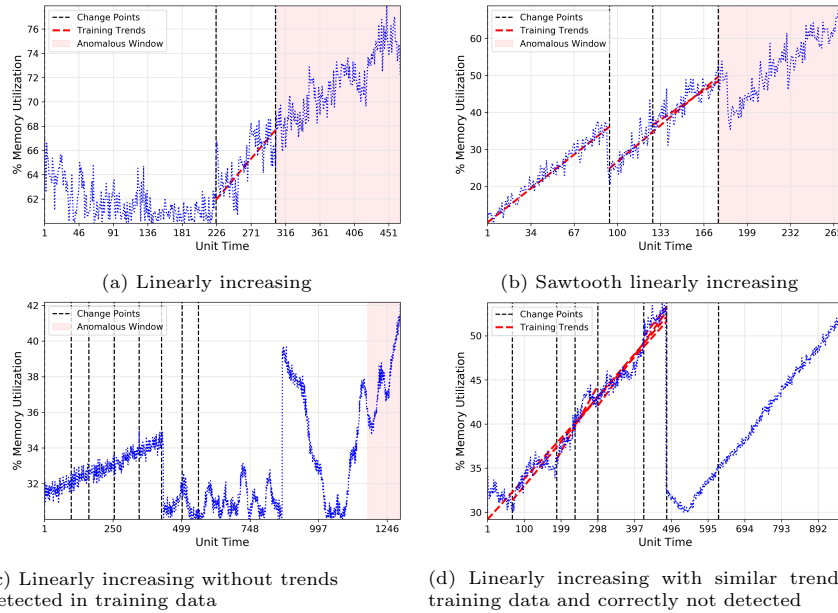 Change Points
Training Trends
Anomalous Window
% Memory Utilization
76
74
72
70
68
66
64
62
1 46 91 136 181 226 271 316 361 406 451
Unit Time
(a) Linearly increasing
Change Points
Training Trends
Anomalous Window
% Memory Utilization
60
50
40
30
20
1 34 67 100 133 166 199 232 265
Unit Time
(b) Sawtooth linearly increasing
Change Points
Anomalous Window
% Memory Utilization
42
40
38
36
34
32
1 250 499 748 997 1246
Unit Time
) Linearly increasing without trends
etected in training data
Change Points
Training Trends
% Memory Utilization
50
45
40
35
30
1 100 199 298 397 496 595 694 793 892
Unit Time
(d) Linearly increasing with similar trend
training data and correctly not detected